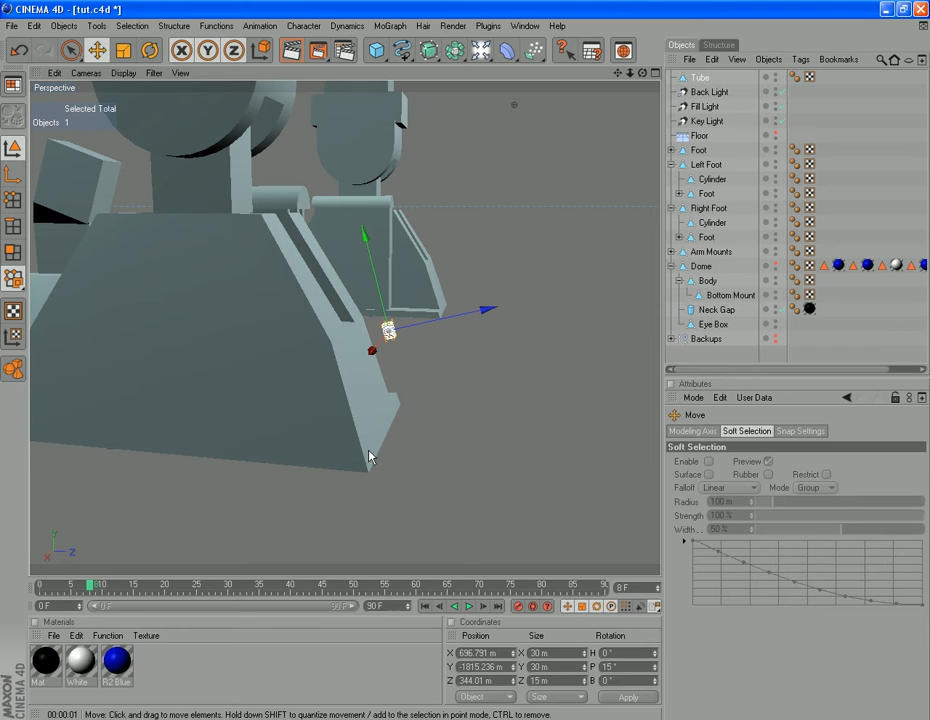 CINEMA 4D - [tut.c4d *]
File Edit Objects Tools Selection Structure Functions Animation Character Dynamics MoGraph Hair Render Plugins Window Help
X Y Z
Objects Structure
File Edit View Objects Tags Bookmarks
Edit Cameras Display Filter View
Perspective
Selected Total
Objects 1
Tube
Back Light
Fill Light
Key Light
Floor
Foot
Left Foot
Cylinder
Foot
Right Foot
Cylinder
Foot
Arm Mounts
Dome
Body
Bottom Mount
Neck Gap
Eye Box
Backups
Attributes
Mode Edit User Data
Move
Modeling Axis Soft Selection Snap Settings
Soft Selection
Enable Preview
Surface Rubber Restrict
Falloff Linear Mode Group
Radius 100 m
Strength 100 %
Width . . 50 %
Y
Z
X
0 5 10 15 20 25 30 35 40 45 50 55 60 65 70 75 80 85 90
8 F
0 F 0 F 90 F 90 F
Materials
File Edit Function Texture
Mat White R2 Blue
Coordinates
Position Size Rotation
X 696.791 m X 30 m H 0 °
Y -1815.236 m Y 30 m P 15 °
Z 344.01 m Z 15 m B 0 °
Object Size Apply
MAXON CINEMA 4D
00:00:01 Move: Click and drag to move elements. Hold down SHIFT to quantize movement / add to the selection in point mode, CTRL to remove.